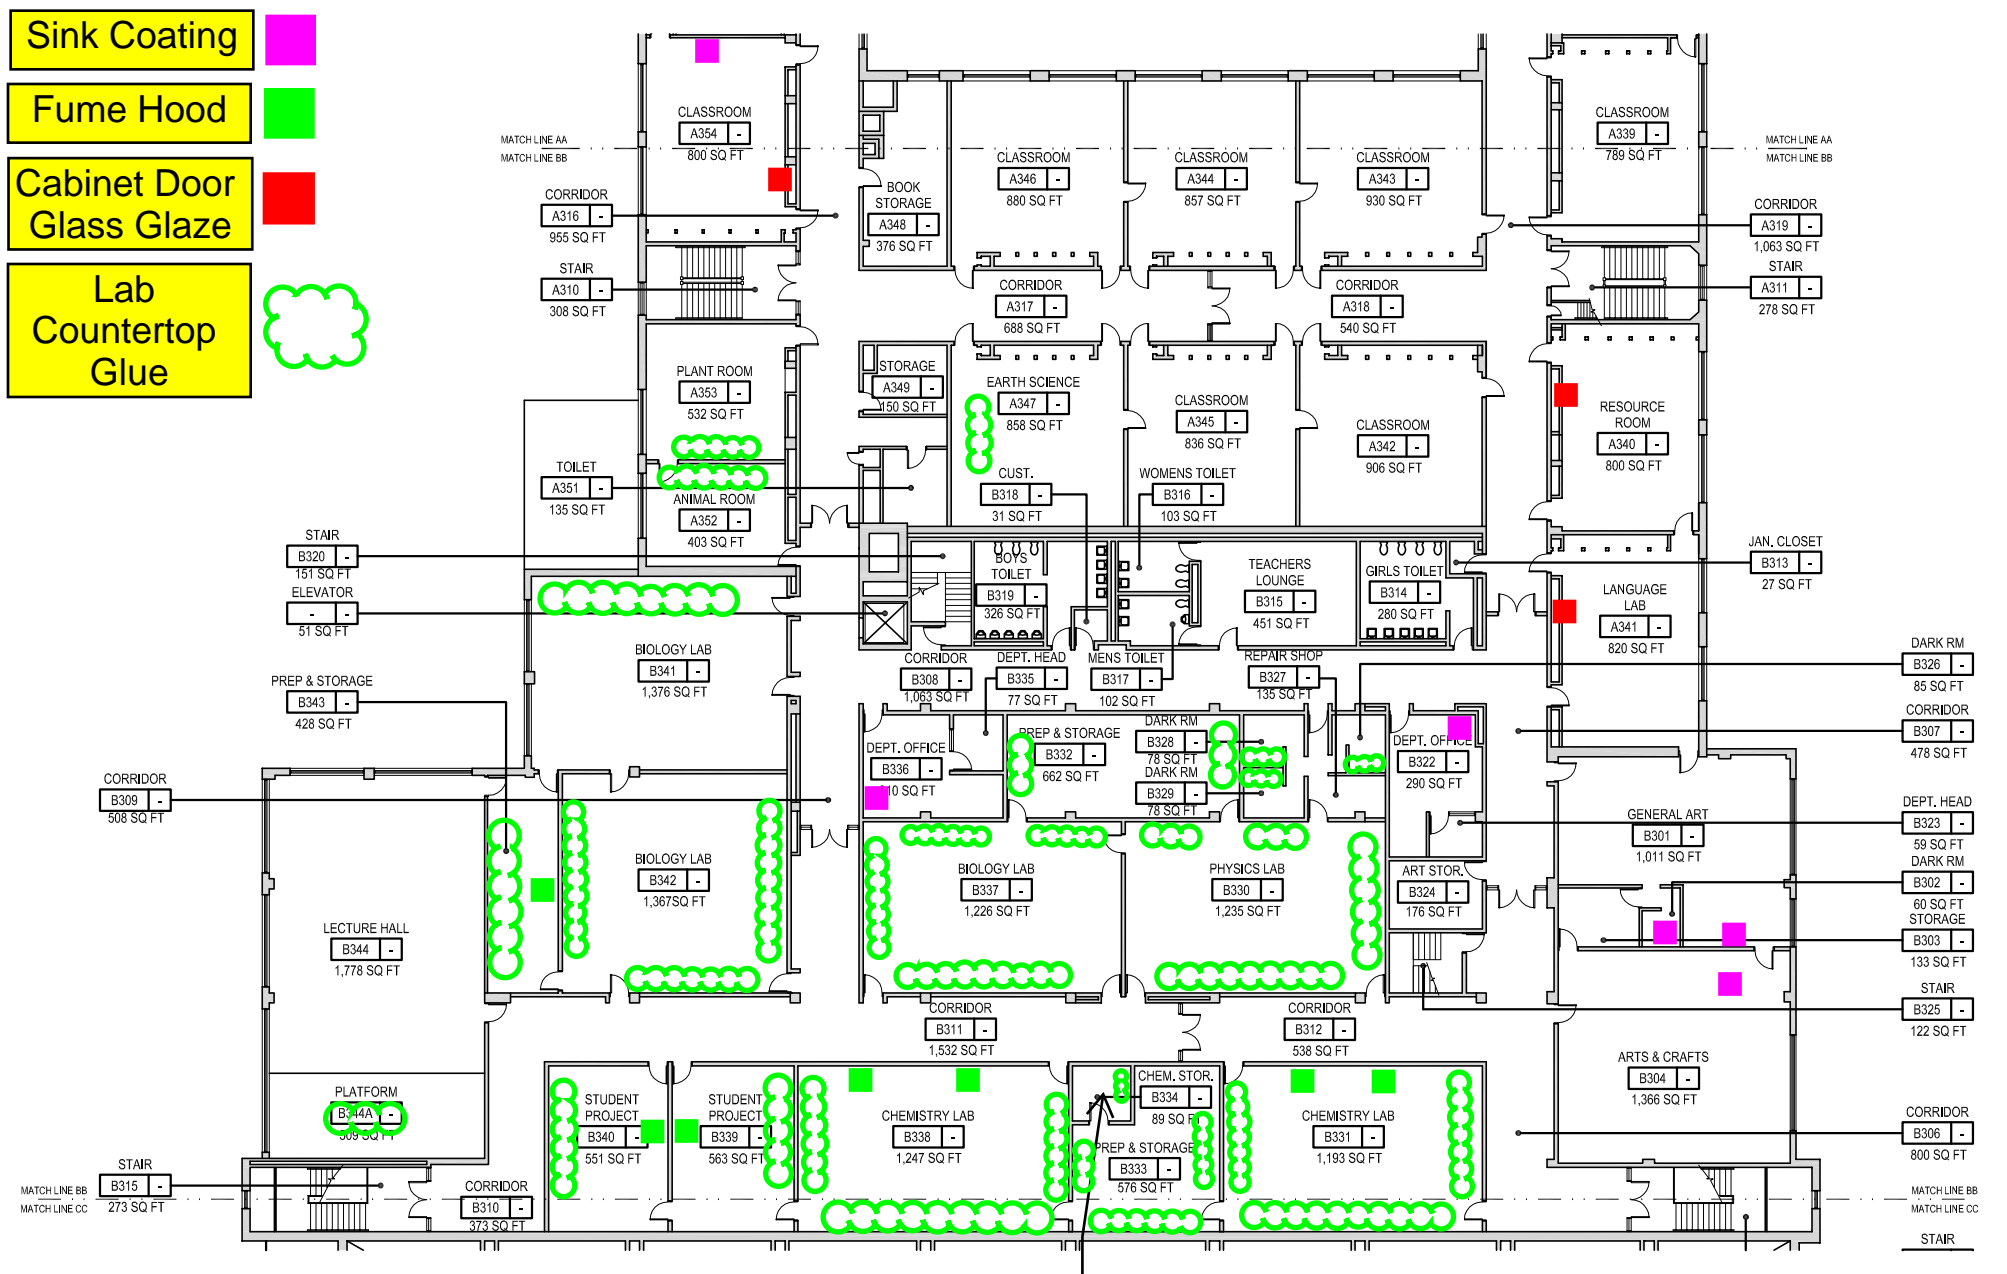 Sink Coating
Fume Hood
Cabinet Door
Glass Glaze
Lab
Countertop
Glue
MATCH LINE AA
MATCH LINE BB
CLASSROOM
A354 -
800 SQ FT
CORRIDOR
A316 -
955 SQ FT
STAIR
A310 -
308 SQ FT
BOOK
STORAGE
A348 -
376 SQ FT
CLASSROOM
A346 -
880 SQ FT
CLASSROOM
A344 -
857 SQ FT
CLASSROOM
A343 -
930 SQ FT
CLASSROOM
A339 -
789 SQ FT
MATCH LINE AA
MATCH LINE BB
CORRIDOR
A319 -
1,063 SQ FT
STAIR
A311 -
278 SQ FT
CORRIDOR
A317 -
688 SQ FT
CORRIDOR
A318 -
540 SQ FT
PLANT ROOM
A353 -
532 SQ FT
STORAGE
A349 -
150 SQ FT
EARTH SCIENCE
A347 -
858 SQ FT
CLASSROOM
A345 -
836 SQ FT
CLASSROOM
A342 -
906 SQ FT
RESOURCE
ROOM
A340 -
800 SQ FT
TOILET
A351 -
135 SQ FT
ANIMAL ROOM
A352 -
403 SQ FT
CUST.
B318 -
31 SQ FT
WOMENS TOILET
B316 -
103 SQ FT
STAIR
B320 -
151 SQ FT
ELEVATOR
- -
51 SQ FT
BOYS
TOILET
B319 -
326 SQ FT
TEACHERS
LOUNGE
B315 -
451 SQ FT
GIRLS TOILET
B314 -
280 SQ FT
JAN. CLOSET
B313 -
27 SQ FT
LANGUAGE
LAB
A341 -
820 SQ FT
BIOLOGY LAB
B341 -
1,376 SQ FT
PREP & STORAGE
B343 -
428 SQ FT
CORRIDOR
B308 -
1,063 SQ FT
DEPT. HEAD
B335 -
77 SQ FT
MENS TOILET
B317 -
102 SQ FT
REPAIR SHOP
B327 -
135 SQ FT
DARK RM
B326 -
85 SQ FT
CORRIDOR
B307 -
478 SQ FT
DEPT. OFFICE
B336 -
SQ FT
PREP & STORAGE
B332 -
662 SQ FT
DARK RM
B328 -
78 SQ FT
DARK RM
B329 -
78 SQ FT
DEPT. OFFICE
B322 -
290 SQ FT
CORRIDOR
B309 -
508 SQ FT
GENERAL ART
B301 -
1,011 SQ FT
DEPT. HEAD
B323 -
59 SQ FT
BIOLOGY LAB
B342 -
1,367SQ FT
BIOLOGY LAB
B337 -
1,226 SQ FT
PHYSICS LAB
B330 -
1,235 SQ FT
ART STOR.
B324 -
176 SQ FT
DARK RM
B302 -
60 SQ FT
STORAGE
B303 -
133 SQ FT
LECTURE HALL
B344 -
1,778 SQ FT
STAIR
B325 -
122 SQ FT
CORRIDOR
B311 -
1,532 SQ FT
CORRIDOR
B312 -
538 SQ FT
ARTS & CRAFTS
B304 -
1,366 SQ FT
PLATFORM
B344A -
309 SQ FT
STUDENT
PROJECT
B340 -
551 SQ FT
STUDENT
PROJECT
B339 -
563 SQ FT
CHEMISTRY LAB
B338 -
1,247 SQ FT
CHEM. STOR.
B334 -
89 SQ FT
PREP & STORAGE
B333 -
576 SQ FT
CHEMISTRY LAB
B331 -
1,193 SQ FT
CORRIDOR
B306 -
800 SQ FT
STAIR
B315 -
273 SQ FT
CORRIDOR
B310 -
373 SQ FT
MATCH LINE BB
MATCH LINE CC
MATCH LINE BB
MATCH LINE CC
STAIR